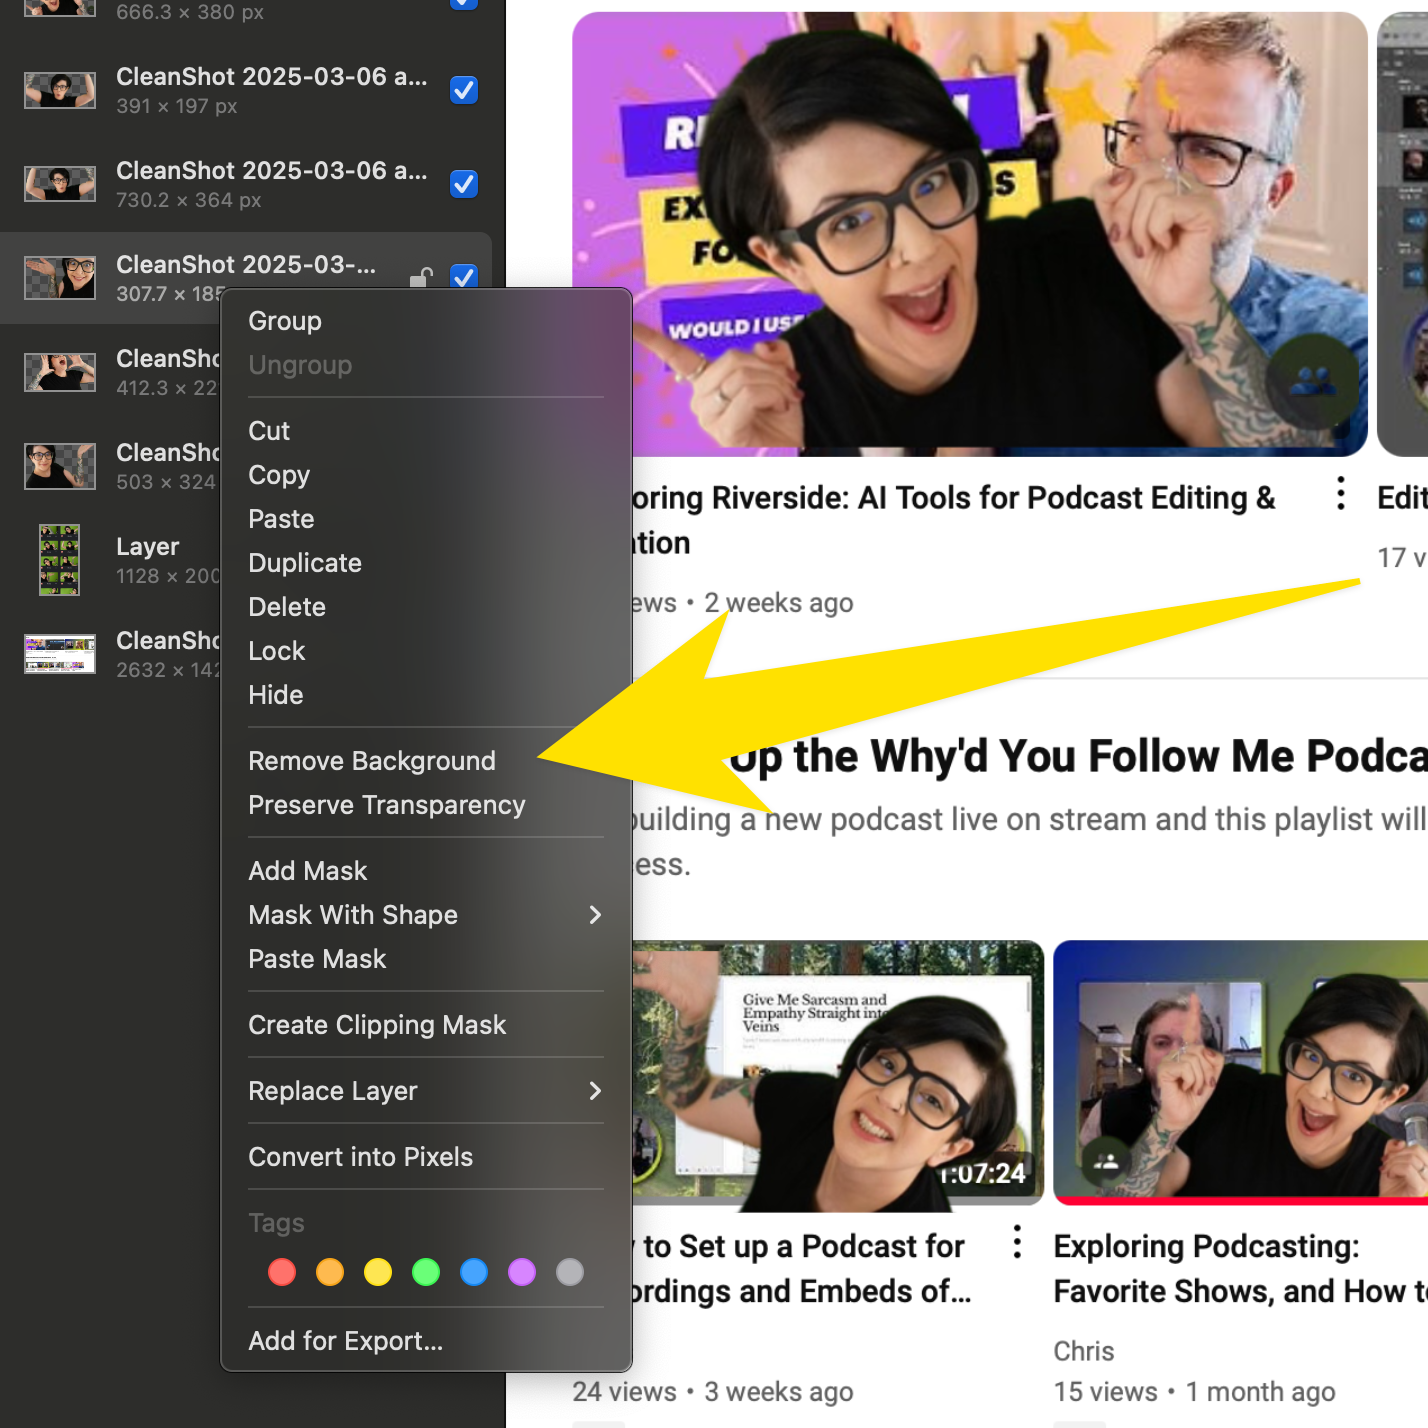 666.3 × 380 px
CleanShot 2025-03-06 a...
391 × 197 px
CleanShot 2025-03-06 a...
730.2 × 364 px
CleanShot 2025-03-...
307.7 × 185
CleanSho
412.3 × 22
CleanSho
503 × 324
Layer
1128 × 200
CleanSho
2632 × 142
Group
Ungroup
Cut
Copy
Paste
Duplicate
Delete
Lock
Hide
Remove Background
Preserve Transparency
Add Mask
Mask With Shape
Paste Mask
Create Clipping Mask
Replace Layer
Convert into Pixels
Tags
Add for Export...
EX
FO
WOULD I USE
oring Riverside: AI Tools for Podcast Editing &
ation
ews • 2 weeks ago
Edit
17 v
Up the Why'd You Follow Me Podca
building a new podcast live on stream and this playlist will
cess.
Give Me Sarcasm and
Empathy Straight into
Veins
1:07:24
to Set up a Podcast for
ordings and Embeds of...
24 views • 3 weeks ago
Exploring Podcasting:
Favorite Shows, and How to
Chris
15 views • 1 month ago